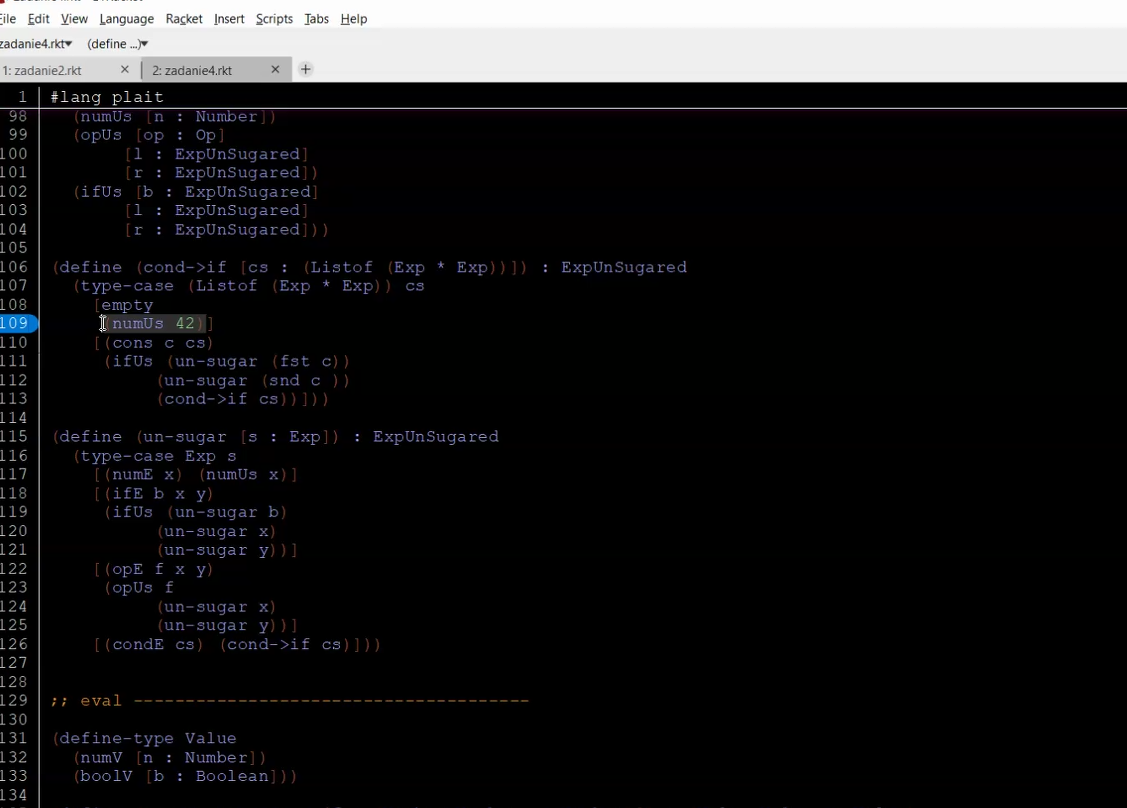 File Edit View Language Racket Insert Scripts Tabs Help
zadanie4.rkt▾ (define ...)▾
1: zadanie2.rkt × 2: zadanie4.rkt × +
1 #lang plait
98 (numUs [n : Number])
99 (opUs [op : Op]
100 [l : ExpUnSugared]
101 [r : ExpUnSugared])
102 (ifUs [b : ExpUnSugared]
103 [l : ExpUnSugared]
104 [r : ExpUnSugared]))
105
106 (define (cond->if [cs : (Listof (Exp * Exp))]) : ExpUnSugared
107 (type-case (Listof (Exp * Exp)) cs
108 [empty
109 (numUs 42)]
110 [(cons c cs)
111 (ifUs (un-sugar (fst c))
112 (un-sugar (snd c ))
113 (cond->if cs))]))
114
115 (define (un-sugar [s : Exp]) : ExpUnSugared
116 (type-case Exp s
117 [(numE x) (numUs x)]
118 [(ifE b x y)
119 (ifUs (un-sugar b)
120 (un-sugar x)
121 (un-sugar y))]
122 [(opE f x y)
123 (opUs f
124 (un-sugar x)
125 (un-sugar y))]
126 [(condE cs) (cond->if cs)]))
127
128
129 ;; eval --------------------------------------
130
131 (define-type Value
132 (numV [n : Number])
133 (boolV [b : Boolean]))
134